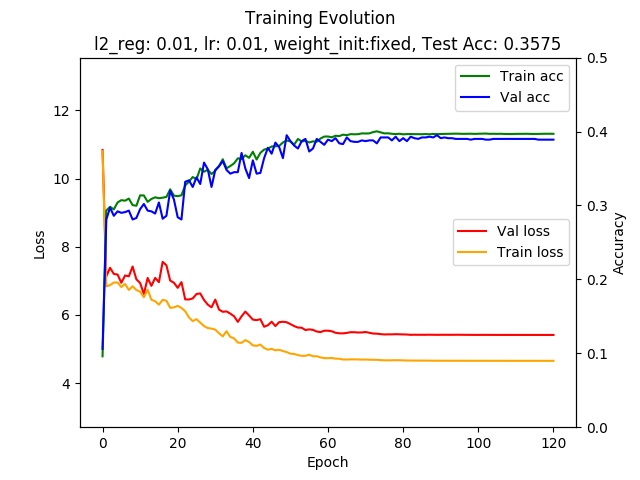 Training Evolution
l2_reg: 0.01, lr: 0.01, weight_init:fixed, Test Acc: 0.3575
Train acc
Val acc
Val loss
Train loss
Loss
12
10
8
6
4
Accuracy
0.5
0.4
0.3
0.2
0.1
0.0
0 20 40 60 80 100 120
Epoch